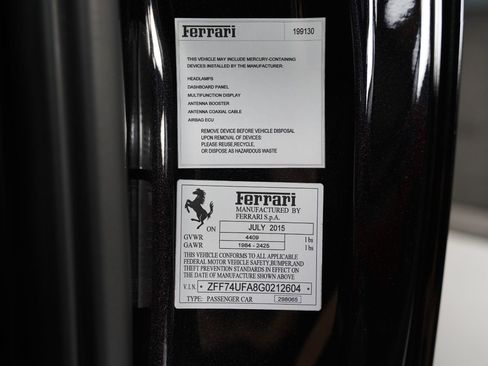 Ferrari 199130
THIS VEHICLE MAY INCLUDE MERCURY-CONTAINING
DEVICES INSTALLED BY THE MANUFACTURER:
HEADLAMPS
DASHBOARD PANEL
MULTIFUNCTION DISPLAY
ANTENNA BOOSTER
ANTENNA COAXIAL CABLE
AIRBAG ECU
REMOVE DEVICE BEFORE VEHICLE DISPOSAL
UPON REMOVAL OF DEVICES:
PLEASE REUSE,RECYCLE,
OR DISPOSE AS HAZARDOUS WASTE
Ferrari
MANUFACTURED BY
FERRARI S.p.A.
ON JULY 2015
GVWR 4409 lbs
GAWR 1984 - 2425 lbs
THIS VEHICLE CONFORMS TO ALL APPLICABLE
FEDERAL MOTOR VEHICLE SAFETY,BUMPER,AND
THEFT PREVENTION STANDARDS IN EFFECT ON
THE DATE OF MANUFACTURE SHOWN ABOVE
V.I.N. * ZFF74UFA8G0212604 *
TYPE: PASSENGER CAR 298065